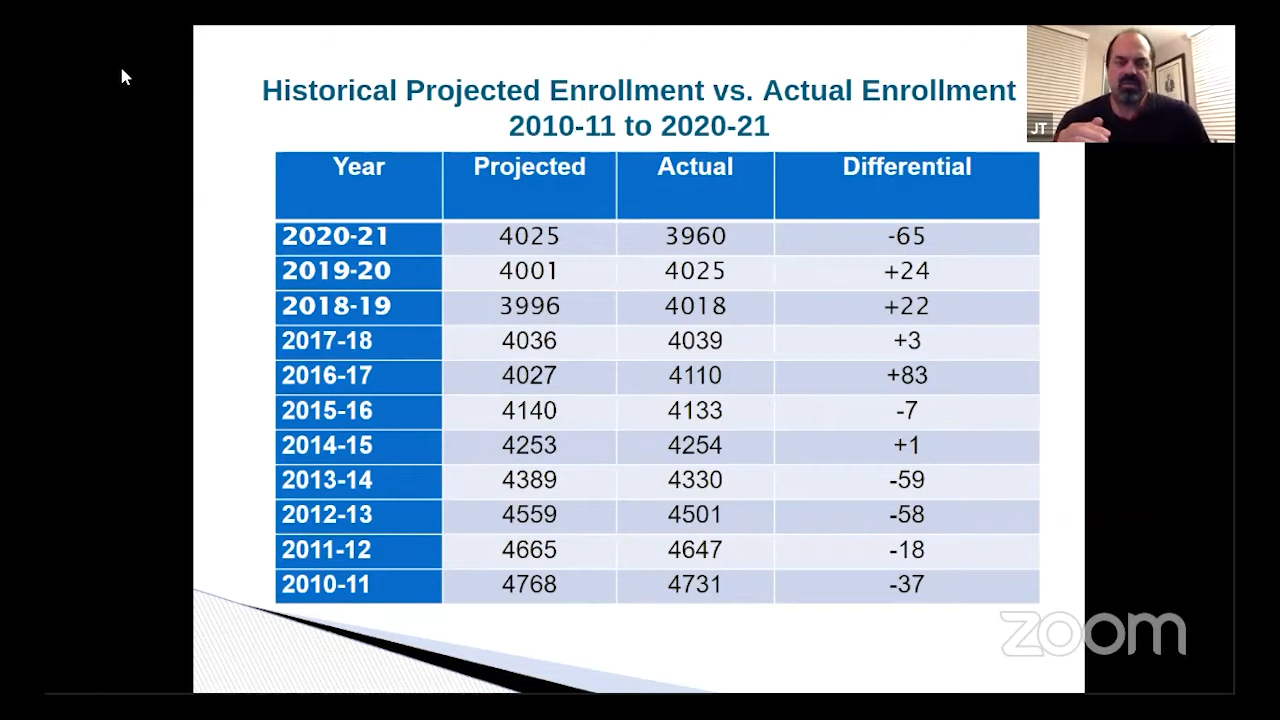 Historical Projected Enrollment vs. Actual Enrollment
2010-11 to 2020-21
JT
Year Projected Actual Differential
2020-21 4025 3960 -65
2019-20 4001 4025 +24
2018-19 3996 4018 +22
2017-18 4036 4039 +3
2016-17 4027 4110 +83
2015-16 4140 4133 -7
2014-15 4253 4254 +1
2013-14 4389 4330 -59
2012-13 4559 4501 -58
2011-12 4665 4647 -18
2010-11 4768 4731 -37
zoom